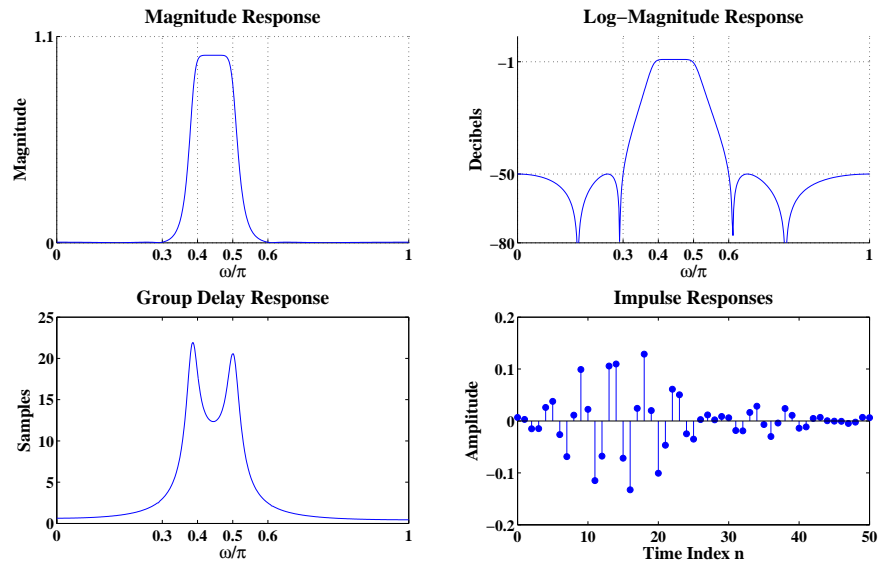 Magnitude Response
1.1
0
Magnitude
0 0.3 0.4 0.5 0.6 1
ω/π
Log−Magnitude Response
−1
−50
−80
Decibels
0 0.3 0.4 0.5 0.6 1
ω/π
Group Delay Response
25
20
15
10
5
0
Samples
0 0.3 0.4 0.5 0.6 1
ω/π
Impulse Responses
0.2
0.1
0
−0.1
−0.2
Amplitude
0 10 20 30 40 50
Time Index n